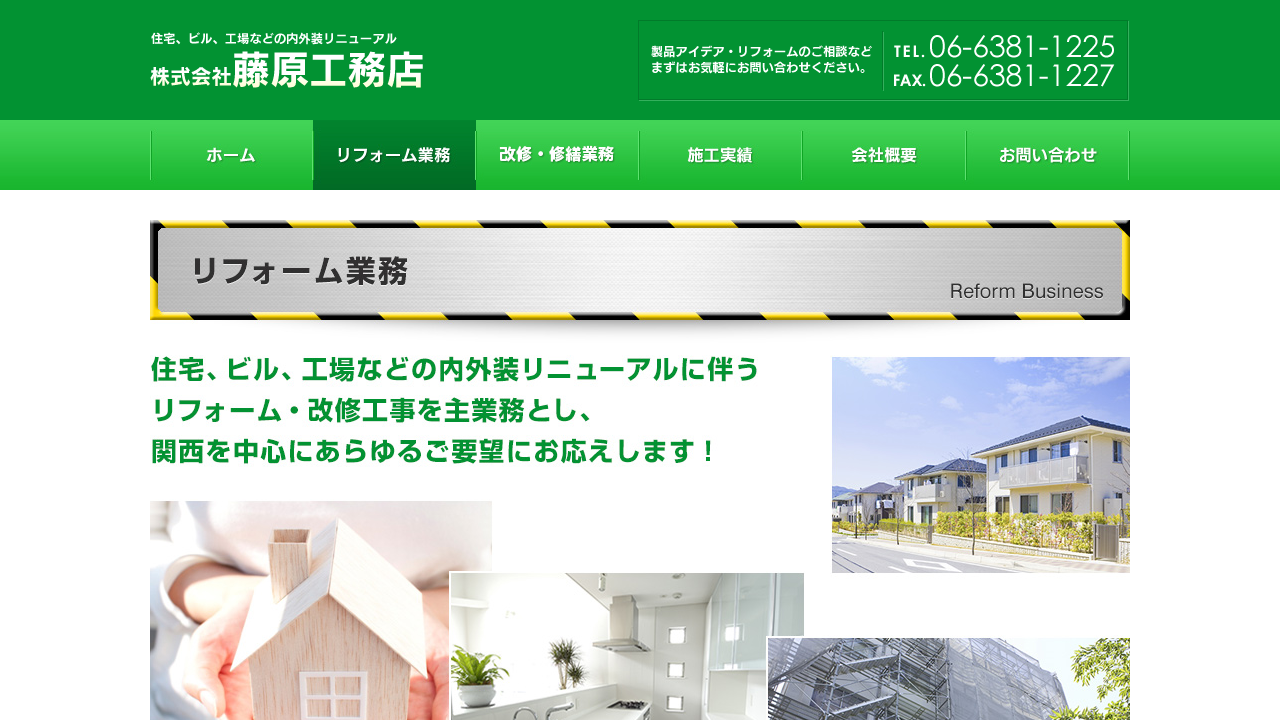 住宅、ビル、工場などの内外装リニューアル
株式会社藤原工務店
製品アイデア・リフォームのご相談など
まずはお気軽にお問い合わせください。
TEL. 06-6381-1225
FAX. 06-6381-1227
ホーム
リフォーム業務
改修・修繕業務
施工実績
会社概要
お問い合わせ
リフォーム業務
Reform Business
住宅、ビル、工場などの内外装リニューアルに伴う
リフォーム・改修工事を主業務とし、
関西を中心にあらゆるご要望にお応えします！